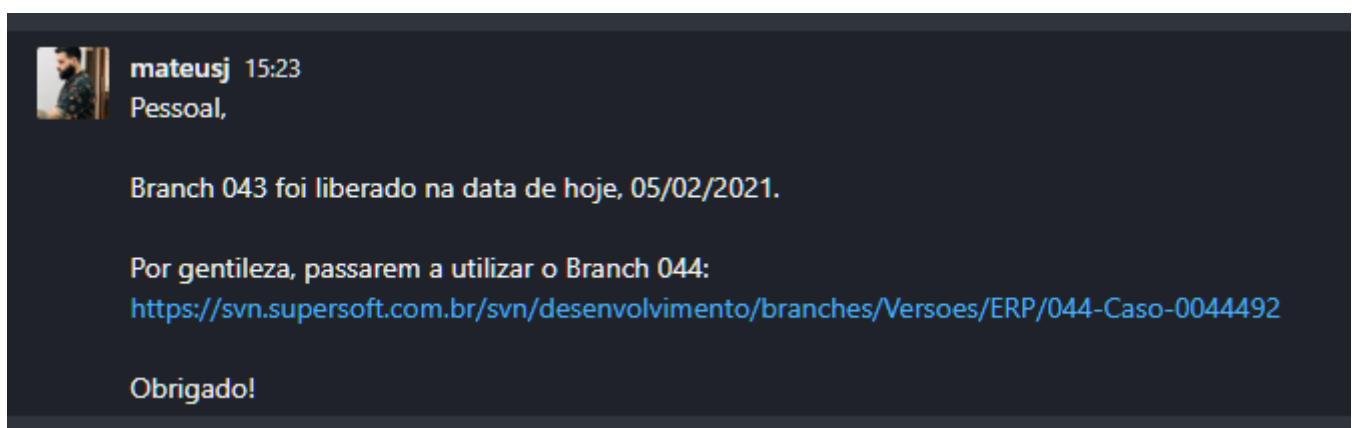 mateusj 15:23
Pessoal,
Branch 043 foi liberado na data de hoje, 05/02/2021.
Por gentileza, passarem a utilizar o Branch 044:
https://svn.supersoft.com.br/svn/desenvolvimento/branches/Versoes/ERP/044-Caso-0044492
Obrigado!